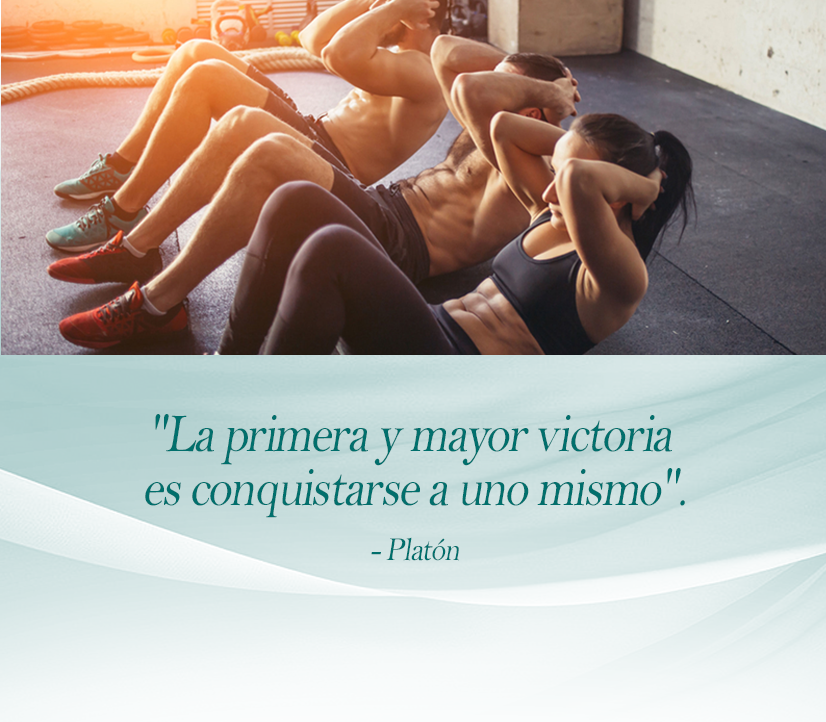 "La primera y mayor victoria
es conquistarse a uno mismo".
- Platón